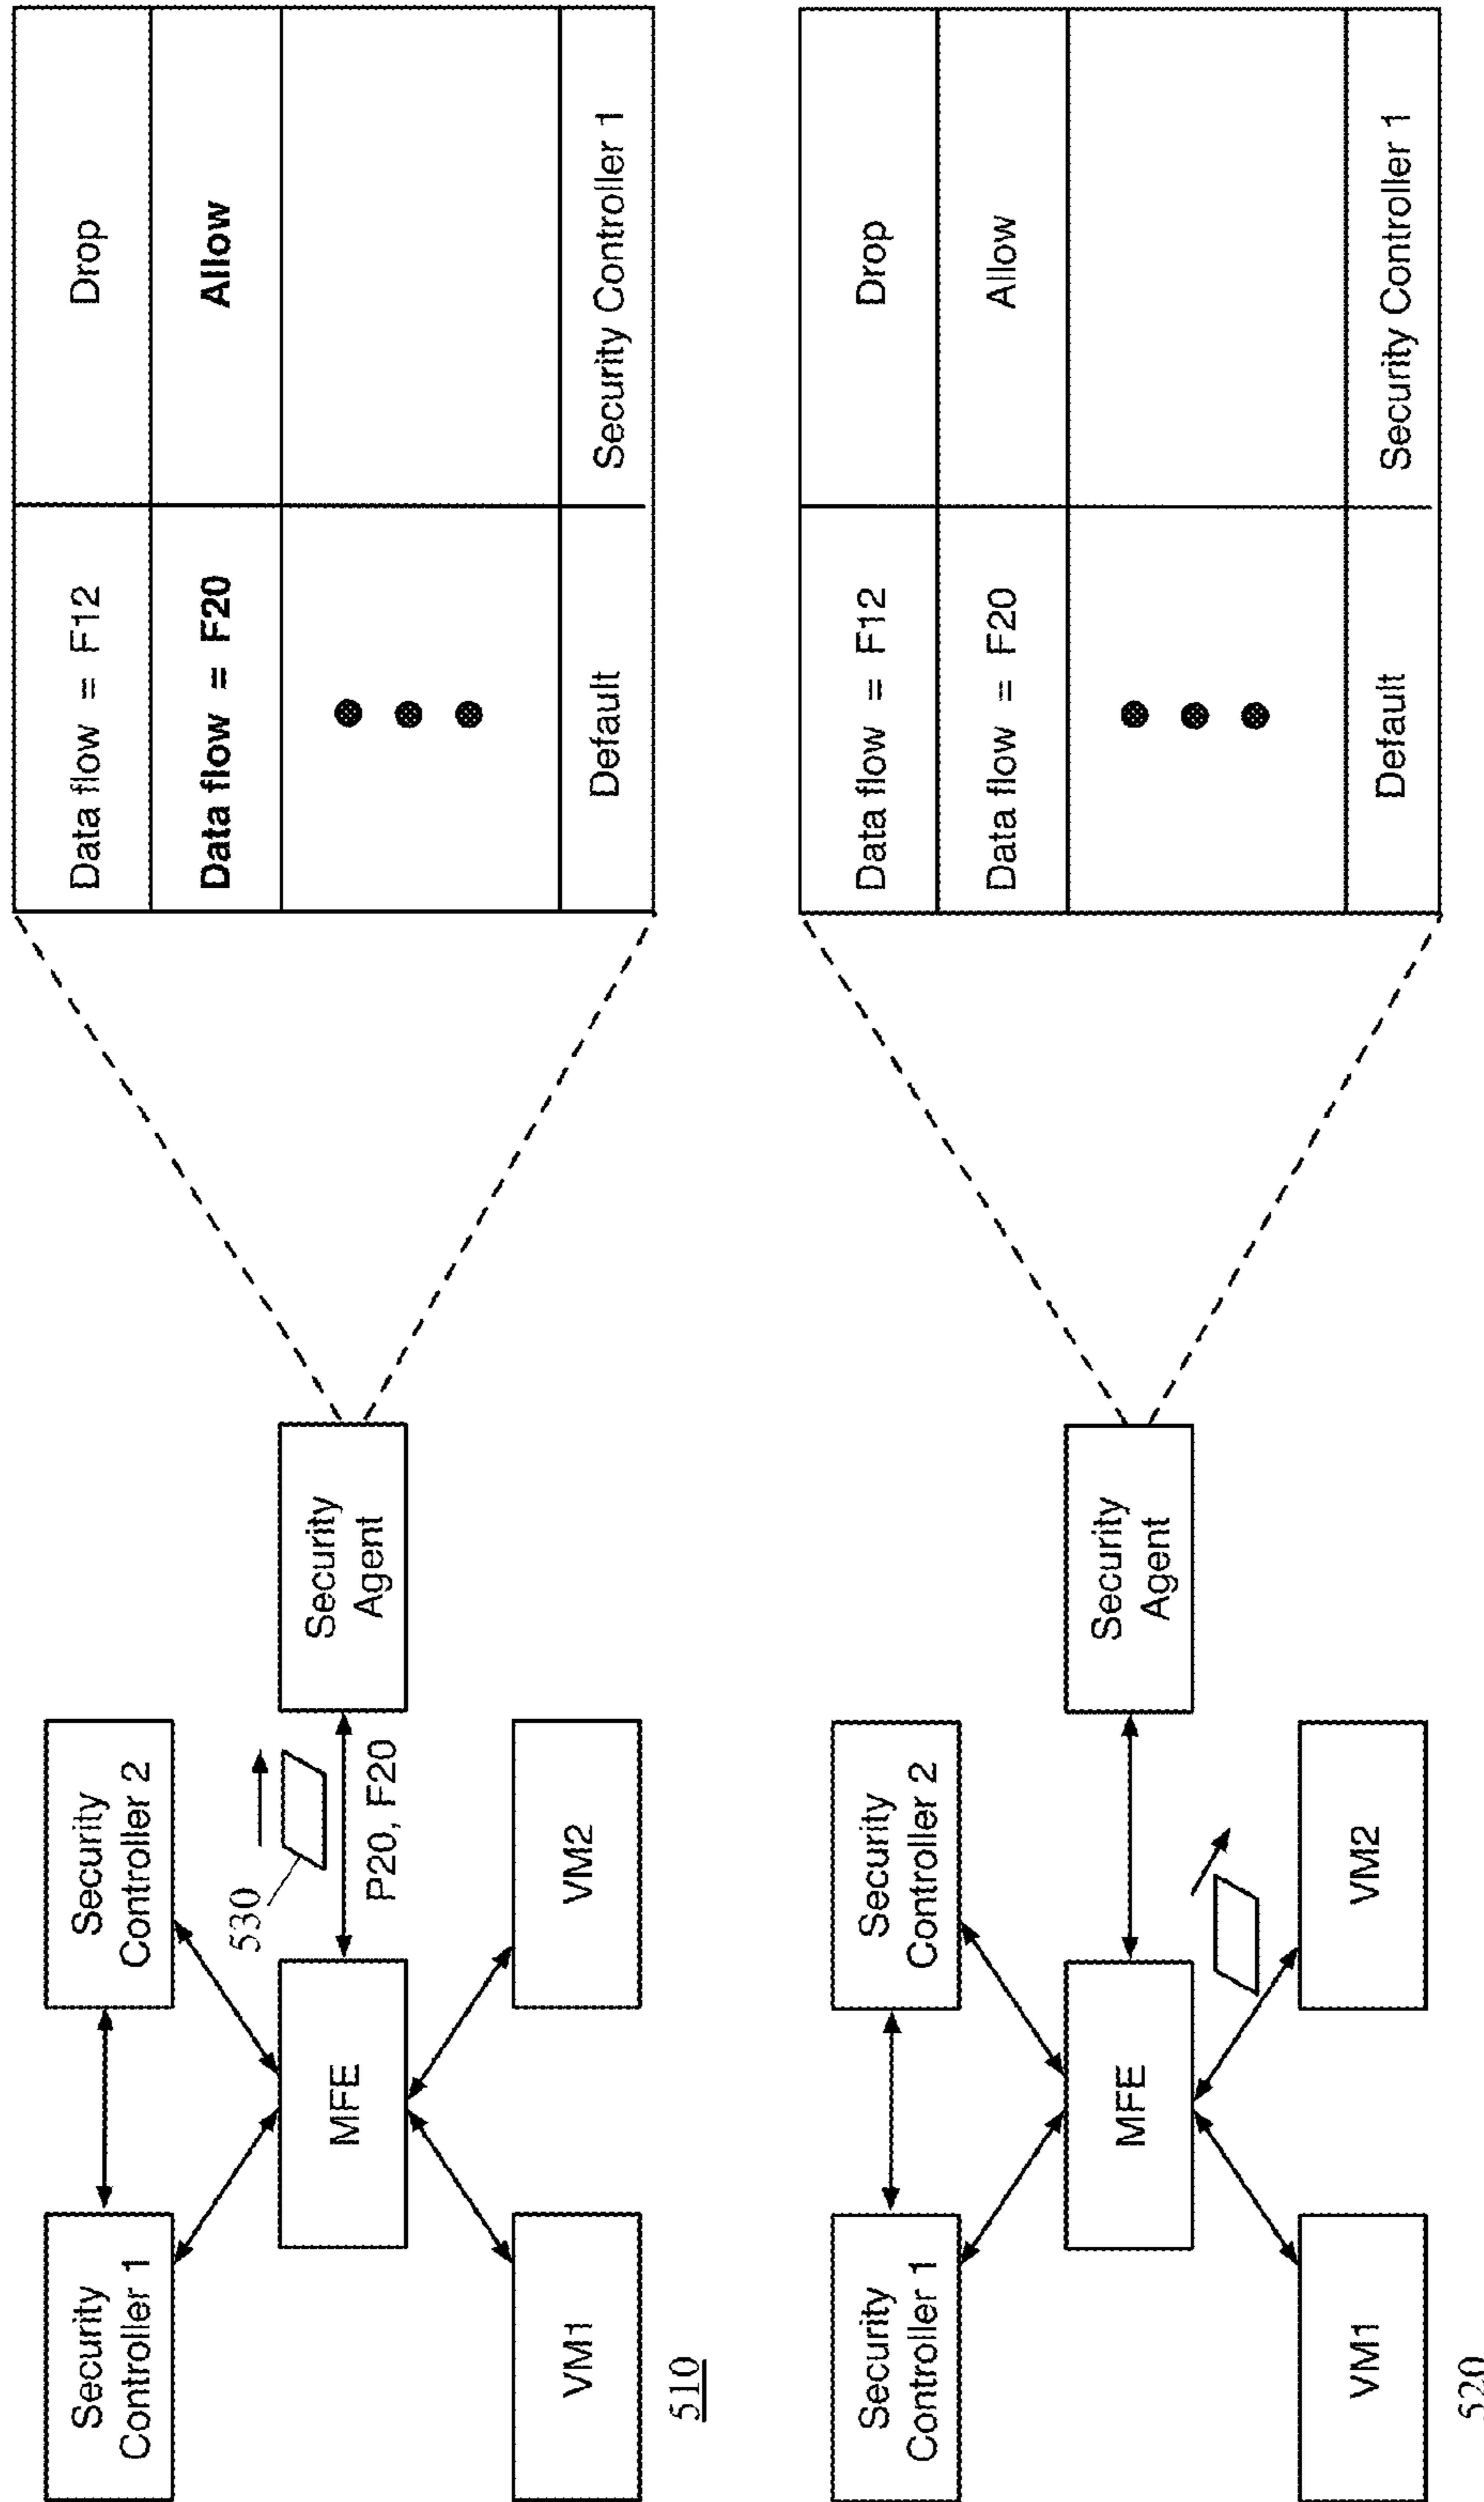 Security
Controller 1
Security
Controller 2
530
MFE
P20, F20
Security
Agent
VM1
VM2
510
Data flow = F12
Drop
Data flow = F20
Allow
Default
Security Controller 1
Security
Controller 1
Security
Controller 2
MFE
Security
Agent
VM1
VM2
520
Data flow = F12
Drop
Data flow = F20
Allow
Default
Security Controller 1